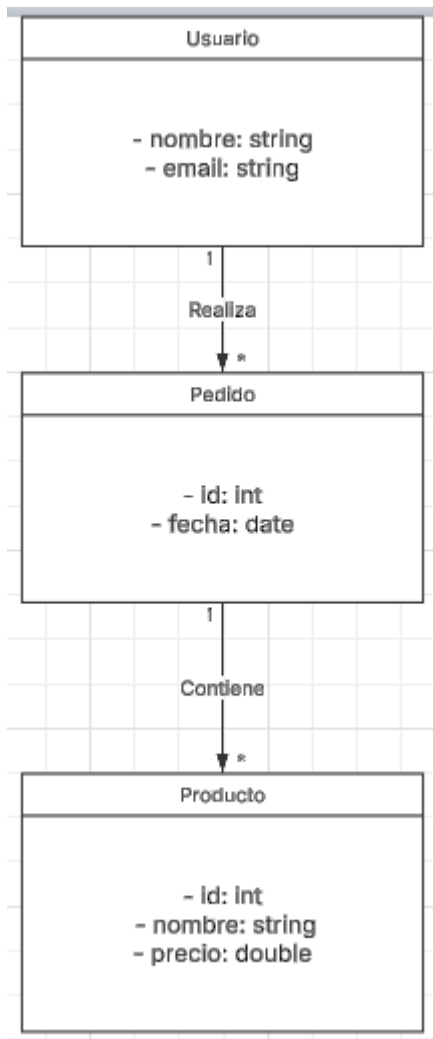 Usuario
- nombre: string
- email: string
1
Realiza
*
Pedido
- id: int
- fecha: date
1
Contiene
*
Producto
- id: int
- nombre: string
- precio: double